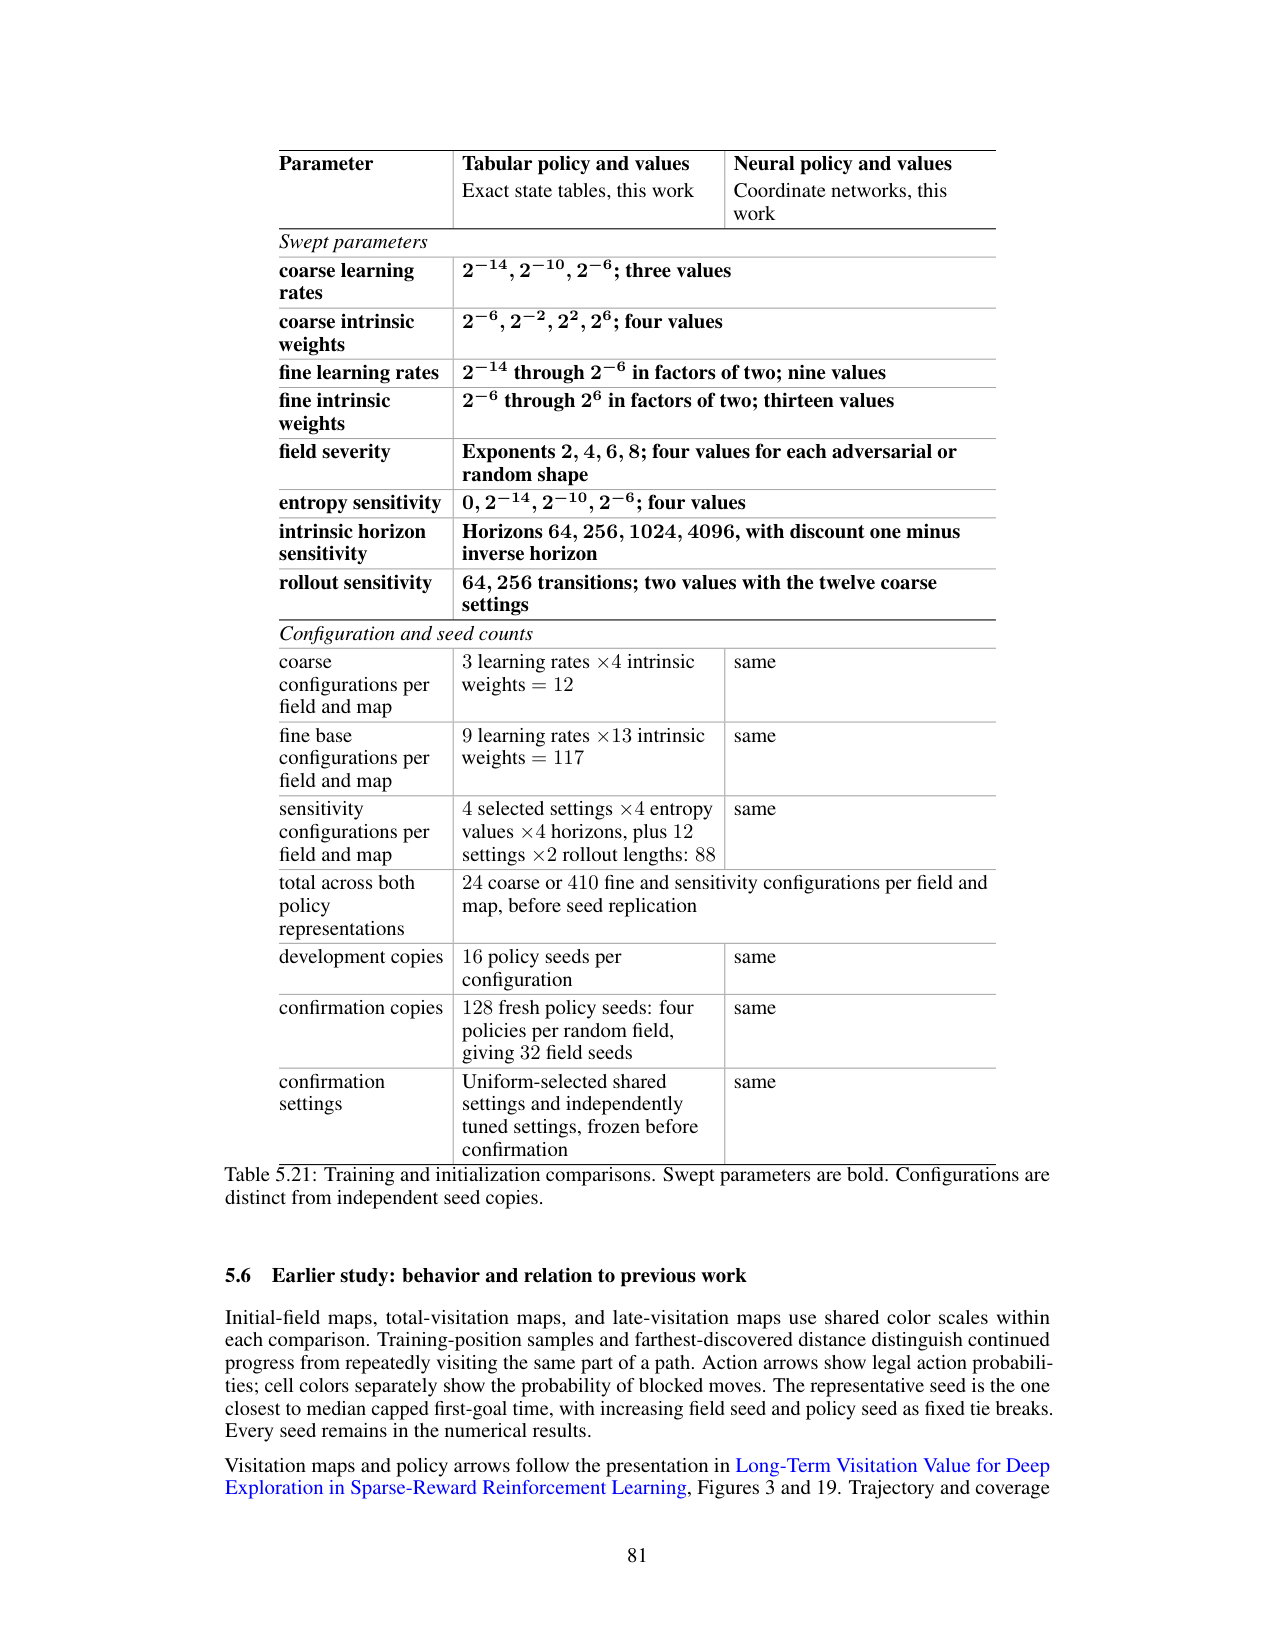 Parameter Tabular policy and values Neural policy and values
Exact state tables, this work Coordinate networks, this
work
Swept parameters
coarse learning 2^{−14}, 2^{−10}, 2^{−6}; three values
rates
coarse intrinsic 2^{−6}, 2^{−2}, 2^{2}, 2^{6}; four values
weights
fine learning rates 2^{−14} through 2^{−6} in factors of two; nine values
fine intrinsic 2^{−6} through 2^{6} in factors of two; thirteen values
weights
field severity Exponents 2, 4, 6, 8; four values for each adversarial or
random shape
entropy sensitivity 0, 2^{−14}, 2^{−10}, 2^{−6}; four values
intrinsic horizon Horizons 64, 256, 1024, 4096, with discount one minus
sensitivity inverse horizon
rollout sensitivity 64, 256 transitions; two values with the twelve coarse
settings
Configuration and seed counts
coarse 3 learning rates ×4 intrinsic same
configurations per weights = 12
field and map
fine base 9 learning rates ×13 intrinsic same
configurations per weights = 117
field and map
sensitivity 4 selected settings ×4 entropy same
configurations per values ×4 horizons, plus 12
field and map settings ×2 rollout lengths: 88
total across both 24 coarse or 410 fine and sensitivity configurations per field and
policy map, before seed replication
representations
development copies 16 policy seeds per same
configuration
confirmation copies 128 fresh policy seeds: four same
policies per random field,
giving 32 field seeds
confirmation Uniform-selected shared same
settings settings and independently
tuned settings, frozen before
confirmation
Table 5.21: Training and initialization comparisons. Swept parameters are bold. Configurations are
distinct from independent seed copies.
5.6 Earlier study: behavior and relation to previous work
Initial-field maps, total-visitation maps, and late-visitation maps use shared color scales within
each comparison. Training-position samples and farthest-discovered distance distinguish continued
progress from repeatedly visiting the same part of a path. Action arrows show legal action probabili-
ties; cell colors separately show the probability of blocked moves. The representative seed is the one
closest to median capped first-goal time, with increasing field seed and policy seed as fixed tie breaks.
Every seed remains in the numerical results.
Visitation maps and policy arrows follow the presentation in Long-Term Visitation Value for Deep
Exploration in Sparse-Reward Reinforcement Learning, Figures 3 and 19. Trajectory and coverage
81